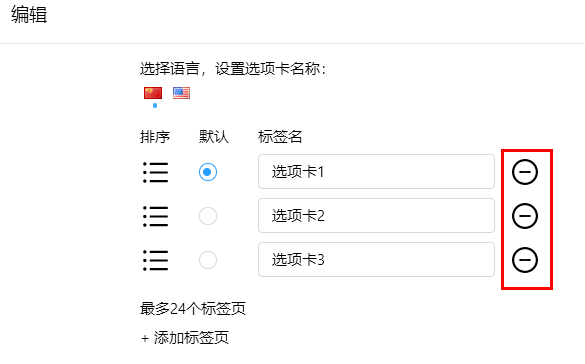 编辑
选择语言，设置选项卡名称：
排序 默认 标签名
选项卡1
选项卡2
选项卡3
最多24个标签页
+ 添加标签页